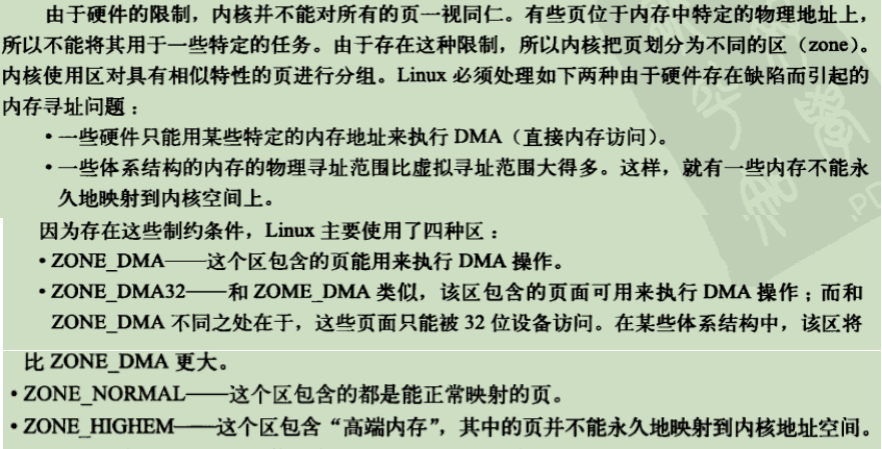 由于硬件的限制，内核并不能对所有的页一视同仁。有些页位于内存中特定的物理地址上，
所以不能将其用于一些特定的任务。由于存在这种限制，所以内核把页划分为不同的区（zone）。
内核使用区对具有相似特性的页进行分组。Linux 必须处理如下两种由于硬件存在缺陷而引起的
内存寻址问题：
• 一些硬件只能用某些特定的内存地址来执行 DMA（直接内存访问）。
• 一些体系结构的内存的物理寻址范围比虚拟寻址范围大得多。这样，就有一些内存不能永
久地映射到内核空间上。
因为存在这些制约条件，Linux 主要使用了四种区：
• ZONE_DMA——这个区包含的页能用来执行 DMA 操作。
• ZONE_DMA32——和 ZOME_DMA 类似，该区包含的页面可用来执行 DMA 操作；而和
ZONE_DMA 不同之处在于，这些页面只能被 32 位设备访问。在某些体系结构中，该区将
比 ZONE_DMA 更大。
• ZONE_NORMAL——这个区包含的都是能正常映射的页。
• ZONE_HIGHEM——这个区包含“高端内存”，其中的页并不能永久地映射到内核地址空间。